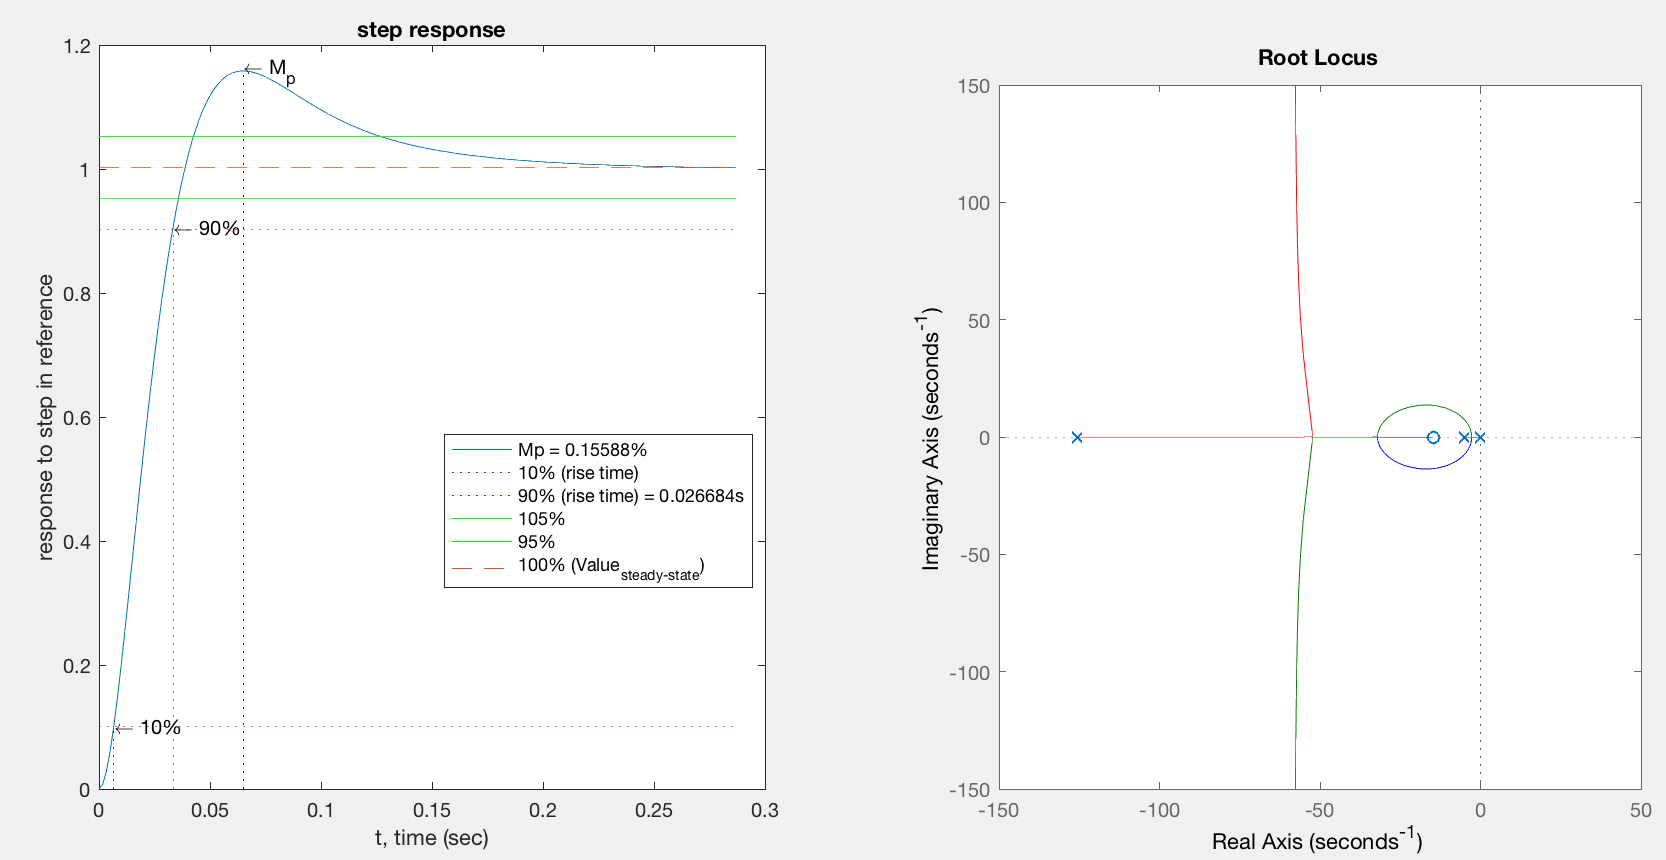 step response
response to step in reference
1.2
1
0.8
0.6
0.4
0.2
0
← Mp
← 90%
← 10%
Mp = 0.15588%
10% (rise time)
90% (rise time) = 0.026684s
105%
95%
100% (Value steady-state)
0 0.05 0.1 0.15 0.2 0.25 0.3
t, time (sec)
Root Locus
Imaginary Axis (seconds-1)
150
100
50
0
-50
-100
-150
-150 -100 -50 0 50
Real Axis (seconds-1)